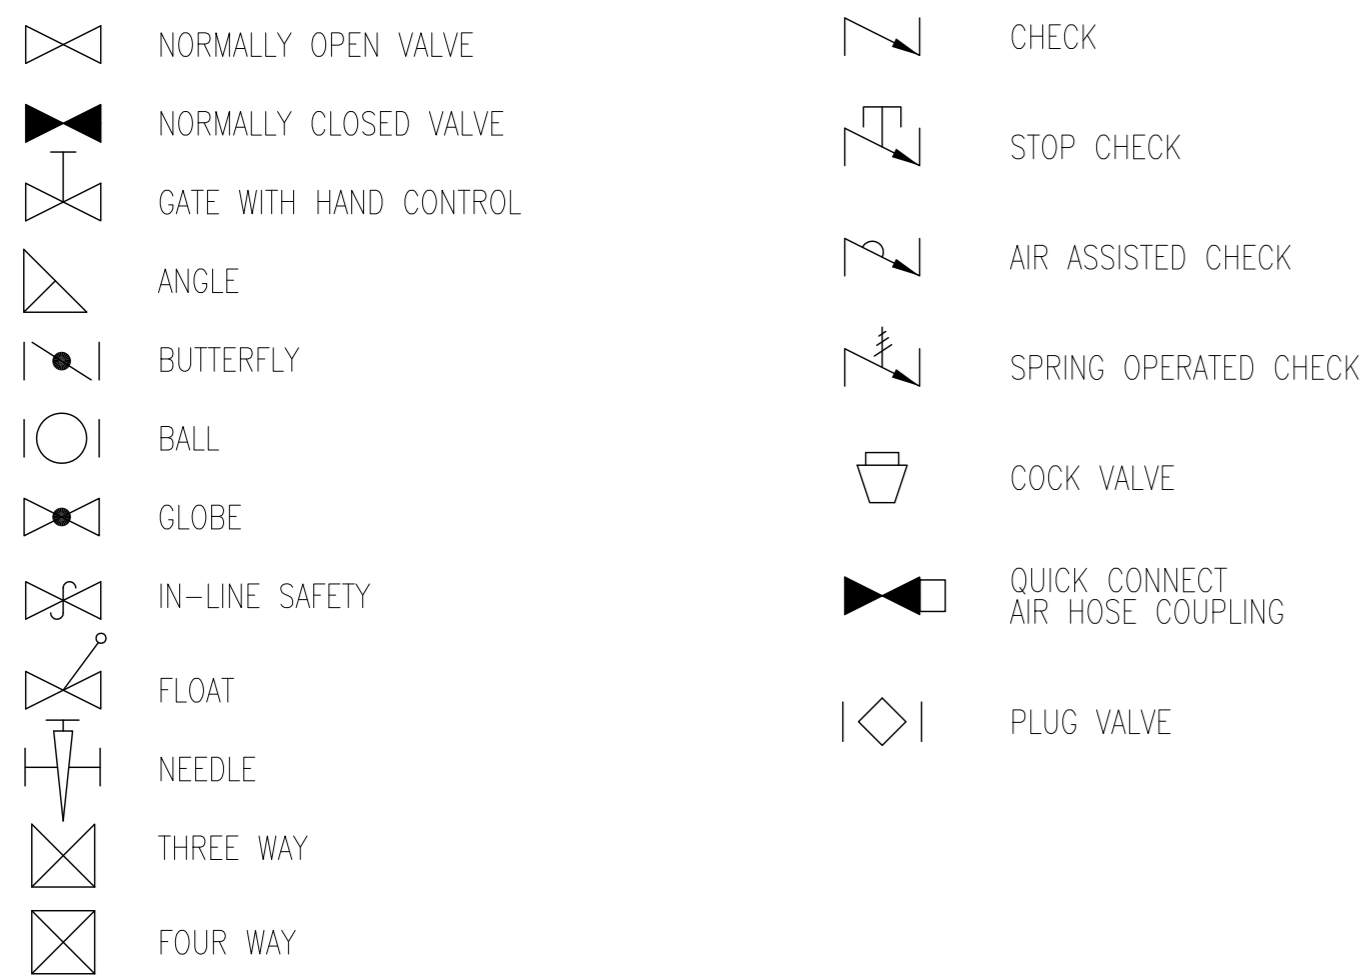 NORMALLY OPEN VALVE
NORMALLY CLOSED VALVE
GATE WITH HAND CONTROL
ANGLE
BUTTERFLY
BALL
GLOBE
IN-LINE SAFETY
FLOAT
NEEDLE
THREE WAY
FOUR WAY
CHECK
STOP CHECK
AIR ASSISTED CHECK
SPRING OPERATED CHECK
COCK VALVE
QUICK CONNECT
AIR HOSE COUPLING
PLUG VALVE